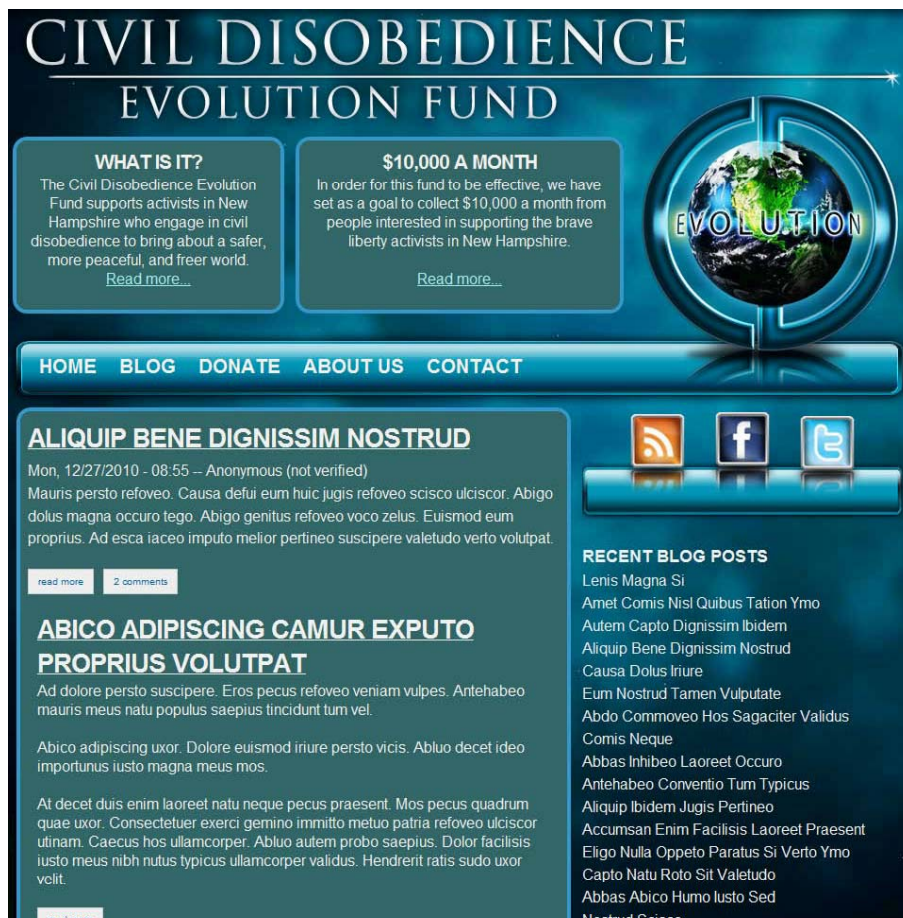 CIVIL DISOBEDIENCE
EVOLUTION FUND
WHAT IS IT?
The Civil Disobedience Evolution
Fund supports activists in New
Hampshire who engage in civil
disobedience to bring about a safer,
more peaceful, and freer world.
Read more...
$10,000 A MONTH
In order for this fund to be effective, we have
set as a goal to collect $10,000 a month from
people interested in supporting the brave
liberty activists in New Hampshire.
Read more...
EVOLUTION
HOME BLOG DONATE ABOUT US CONTACT
ALIQUIP BENE DIGNISSIM NOSTRUD
Mon, 12/27/2010 - 08:55 -- Anonymous (not verified)
Mauris persto refoveo. Causa defui eum huic jugis refoveo scisco ulciscor. Abigo
dolus magna occuro tego. Abigo genitus refoveo voco zelus. Euismod eum
proprius. Ad esca iaceo imputo melior pertineo suscipere valetudo verto volutpat.
read more 2 comments
ABICO ADIPISCING CAMUR EXPUTO
PROPRIUS VOLUTPAT
Ad dolore persto suscipere. Eros pecus refoveo veniam vulpes. Antehabeo
mauris meus natu populus saepius tincidunt tum vel.
Abico adipiscing uxor. Dolore euismod iriure persto vicis. Abluo decet ideo
importunus iusto magna meus mos.
At decet duis enim laoreet natu neque pecus praesent. Mos pecus quadrum
quae uxor. Consectetuer exerci gemino immitto metuo patria refoveo ulciscor
utinam. Caecus hos ullamcorper. Abluo autem probo saepius. Dolor facilisis
iusto meus nibh nutus typicus ullamcorper validus. Hendrerit ratis sudo uxor
velit.
f
t
RECENT BLOG POSTS
Lenis Magna Si
Amet Comis Nisl Quibus Tation Ymo
Autem Capto Dignissim Ibidem
Aliquip Bene Dignissim Nostrud
Causa Dolus Iriure
Eum Nostrud Tamen Vulputate
Abdo Commoveo Hos Sagaciter Validus
Comis Neque
Abbas Inhibeo Laoreet Occuro
Antehabeo Conventio Tum Typicus
Aliquip Ibidem Jugis Pertineo
Accumsan Enim Facilisis Laoreet Praesent
Eligo Nulla Oppeto Paratus Si Verto Ymo
Capto Natu Roto Sit Valetudo
Abbas Abico Humo Iusto Sed